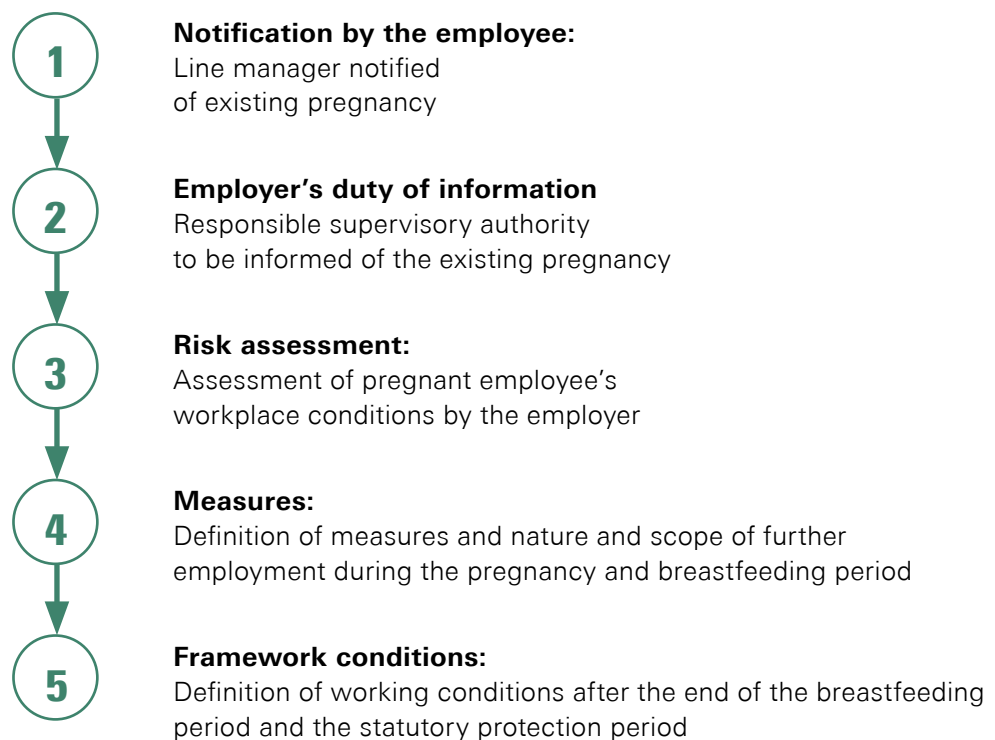 1
Notification by the employee:
Line manager notified
of existing pregnancy
2
Employer’s duty of information
Responsible supervisory authority
to be informed of the existing pregnancy
3
Risk assessment:
Assessment of pregnant employee’s
workplace conditions by the employer
4
Measures:
Definition of measures and nature and scope of further
employment during the pregnancy and breastfeeding period
5
Framework conditions:
Definition of working conditions after the end of the breastfeeding
period and the statutory protection period